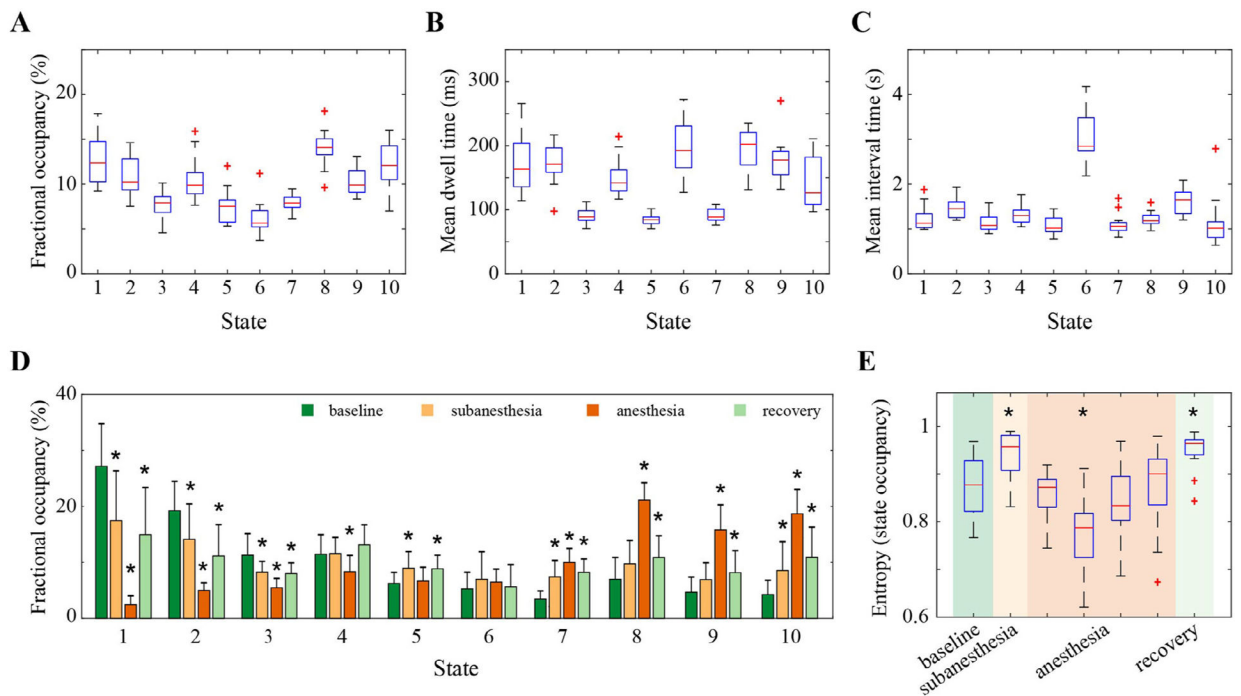 A
Fractional occupancy (%)
20
10
0
1 2 3 4 5 6 7 8 9 10
State
B
Mean dwell time (ms)
300
200
150
100
0
1 2 3 4 5 6 7 8 9 10
State
C
Mean interval time (s)
4
2
1
0
1 2 3 4 5 6 7 8 9 10
State
D
Fractional occupancy (%)
40
20
0
baseline subanesthesia anesthesia recovery
* * * * * * * * * * * * * * * * * * * * * *
1 2 3 4 5 6 7 8 9 10
State
E
Entropy (state occupancy)
1
0.8
0.6
* * *
baseline
subanesthesia
anesthesia
recovery